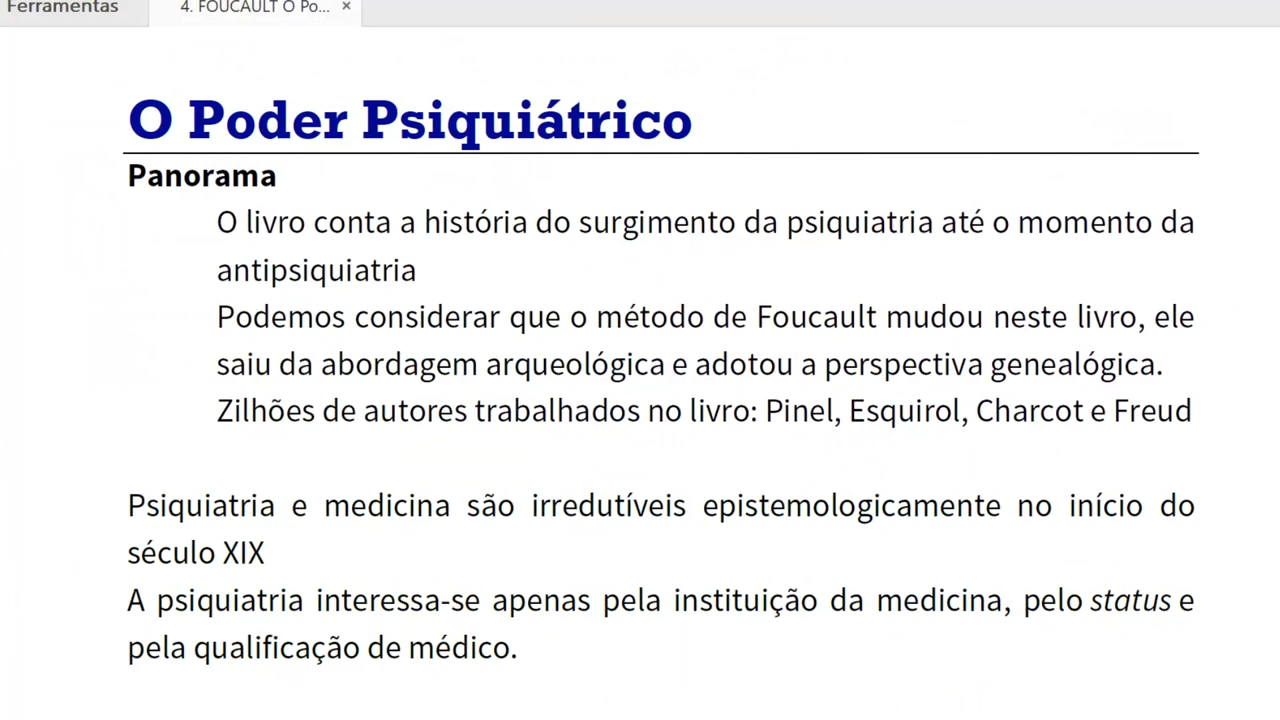 Ferramentas
4. FOUCAULT O Po... ×
O Poder Psiquiátrico
Panorama
O livro conta a história do surgimento da psiquiatria até o momento da
antipsiquiatria
Podemos considerar que o método de Foucault mudou neste livro, ele
saiu da abordagem arqueológica e adotou a perspectiva genealógica.
Zilhões de autores trabalhados no livro: Pinel, Esquirol, Charcot e Freud
Psiquiatria e medicina são irredutíveis epistemologicamente no início do
século XIX
A psiquiatria interessa-se apenas pela instituição da medicina, pelo status e
pela qualificação de médico.